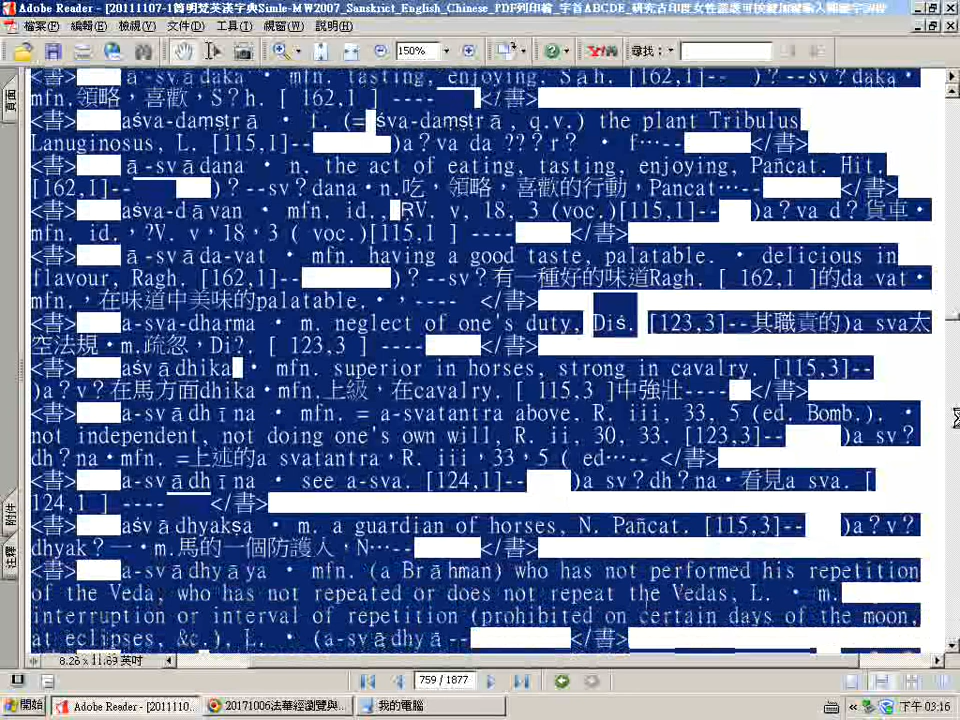 Adobe Reader - [20111107-1簡明梵英漢字典Simle-MW2007_Sanskrit_English_Chinese_PDF列印檔_字首ABCDE_研究古印度女性
檔案(F) 編輯(E) 檢視(V) 文件(D) 工具(T) 視窗(W) 說明(H)
150% 尋找:
<書> ā-svādaka • mfn. tasting, enjoying. Sāh. [162,1]-- )?--sv?daka •
mfn.領略，喜歡，S?h. [ 162,1 ] ---- </書>
<書> aśva-damstrā • f. (= aśva-damstrā, q.v.) the plant Tribulus
Lanuginosus, L. [115,1]-- )a?va da ???r? • f…-- </書>
<書> ā-svādana • n. the act of eating, tasting, enjoying, Pañcat. Hit.
[162,1]-- )?--sv?dana•n.吃，領略，喜歡的行動，Pancat…-- </書>
<書> aśva-dāvan • mfn. id., RV. v, 18, 3 (voc.)[115,1]-- )a?va d?貨車•
mfn. id.，?V. v，18，3 ( voc.)[115,1 ] ---- </書>
<書> ā-svāda-vat • mfn. having a good taste, palatable. • delicious in
flavour, Ragh. [162,1]-- )?--sv?有一種好的味道Ragh. [ 162,1 ]的da vat•
mfn.，在味道中美味的palatable.•，---- </書>
<書> a-sva-dharma • m. neglect of one's duty, Diś. [123,3]--其職責的)a sva太
空法規•m.疏忽，Di?. [ 123,3 ] ---- </書>
<書> aśvādhika • mfn. superior in horses, strong in cavalry. [115,3]--
)a?v?在馬方面dhika•mfn.上級，在cavalry. [ 115,3 ]中強壯---- </書>
<書> a-svādhīna • mfn. = a-svatantra above. R. iii, 33, 5 (ed. Bomb.). •
not independent, not doing one's own will, R. ii, 30, 33. [123,3]-- )a sv?
dh?na•mfn. =上述的a svatantra，R. iii，33，5 ( ed…-- </書>
<書> a-svādhīna • see a-sva. [124,1]-- )a sv?dh?na•看見a sva. [
124,1 ] ---- </書>
<書> aśvādhyakṣa • m. a guardian of horses, N. Pañcat. [115,3]-- )a?v?
dhyak?一•m.馬的一個防護人，N…-- </書>
<書> a-svādhyāya • mfn. (a Brāhman) who has not performed his repetition
of the Veda, who has not repeated or does not repeat the Vedas, L. • m.
interruption or interval of repetition (prohibited on certain days of the moon,
at eclipses, &c.), L. • (a-svādhyā-- </書>
頁面
附件
註釋
8.26 x 11.69 英吋
759 / 1877
開始 Adobe Reader - [2011110... 20171006法華經瀏覽與... 我的電腦 下午 03:16